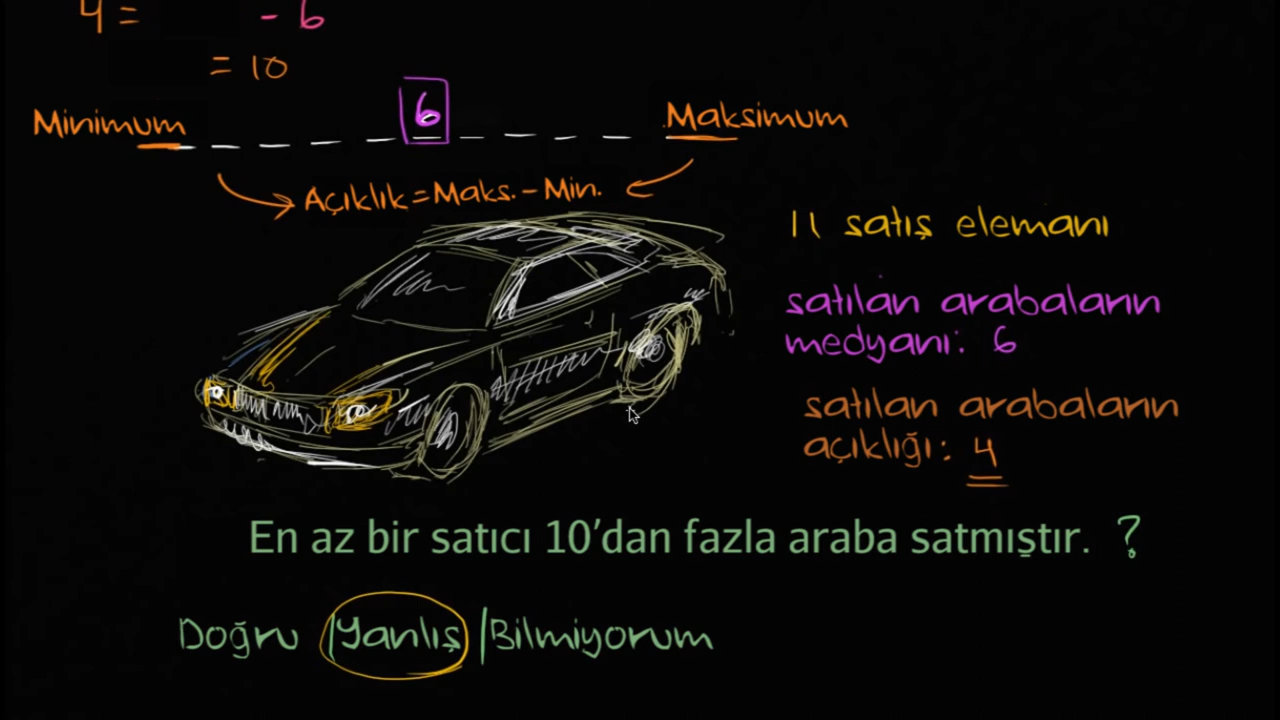 4 = - 6
= 10
6
Minimum Maksimum
Açıklık = Maks. - Min.
11 satış elemanı
satılan arabaların
medyanı: 6
satılan arabaların
açıklığı: 4
En az bir satıcı 10'dan fazla araba satmıştır. ?
Doğru | Yanlış | Bilmiyorum